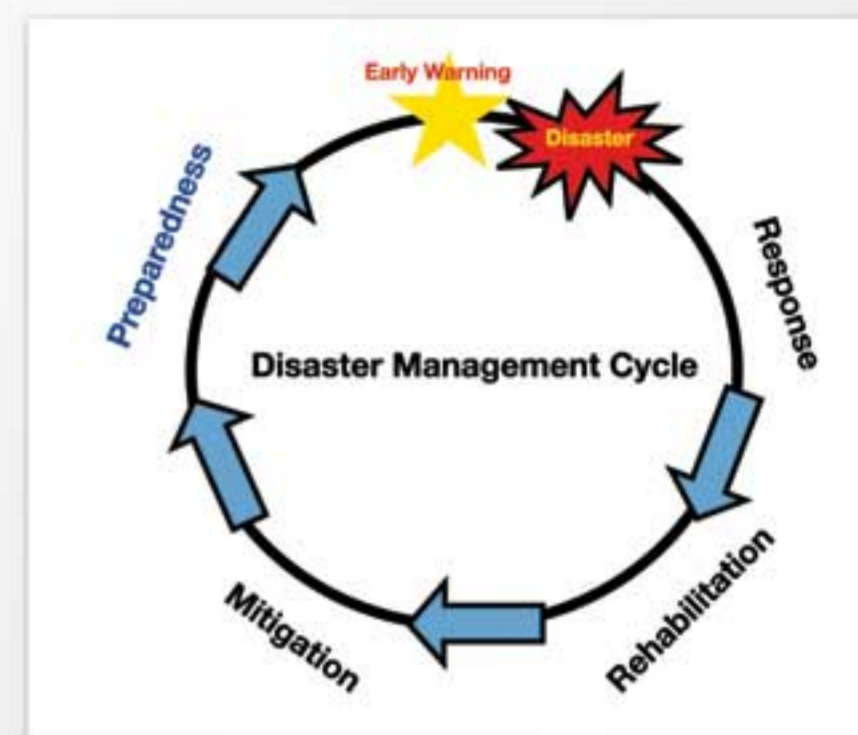 Early Warning
Disaster
Response
Preparedness
Disaster Management Cycle
Rehabilitation
Mitigation